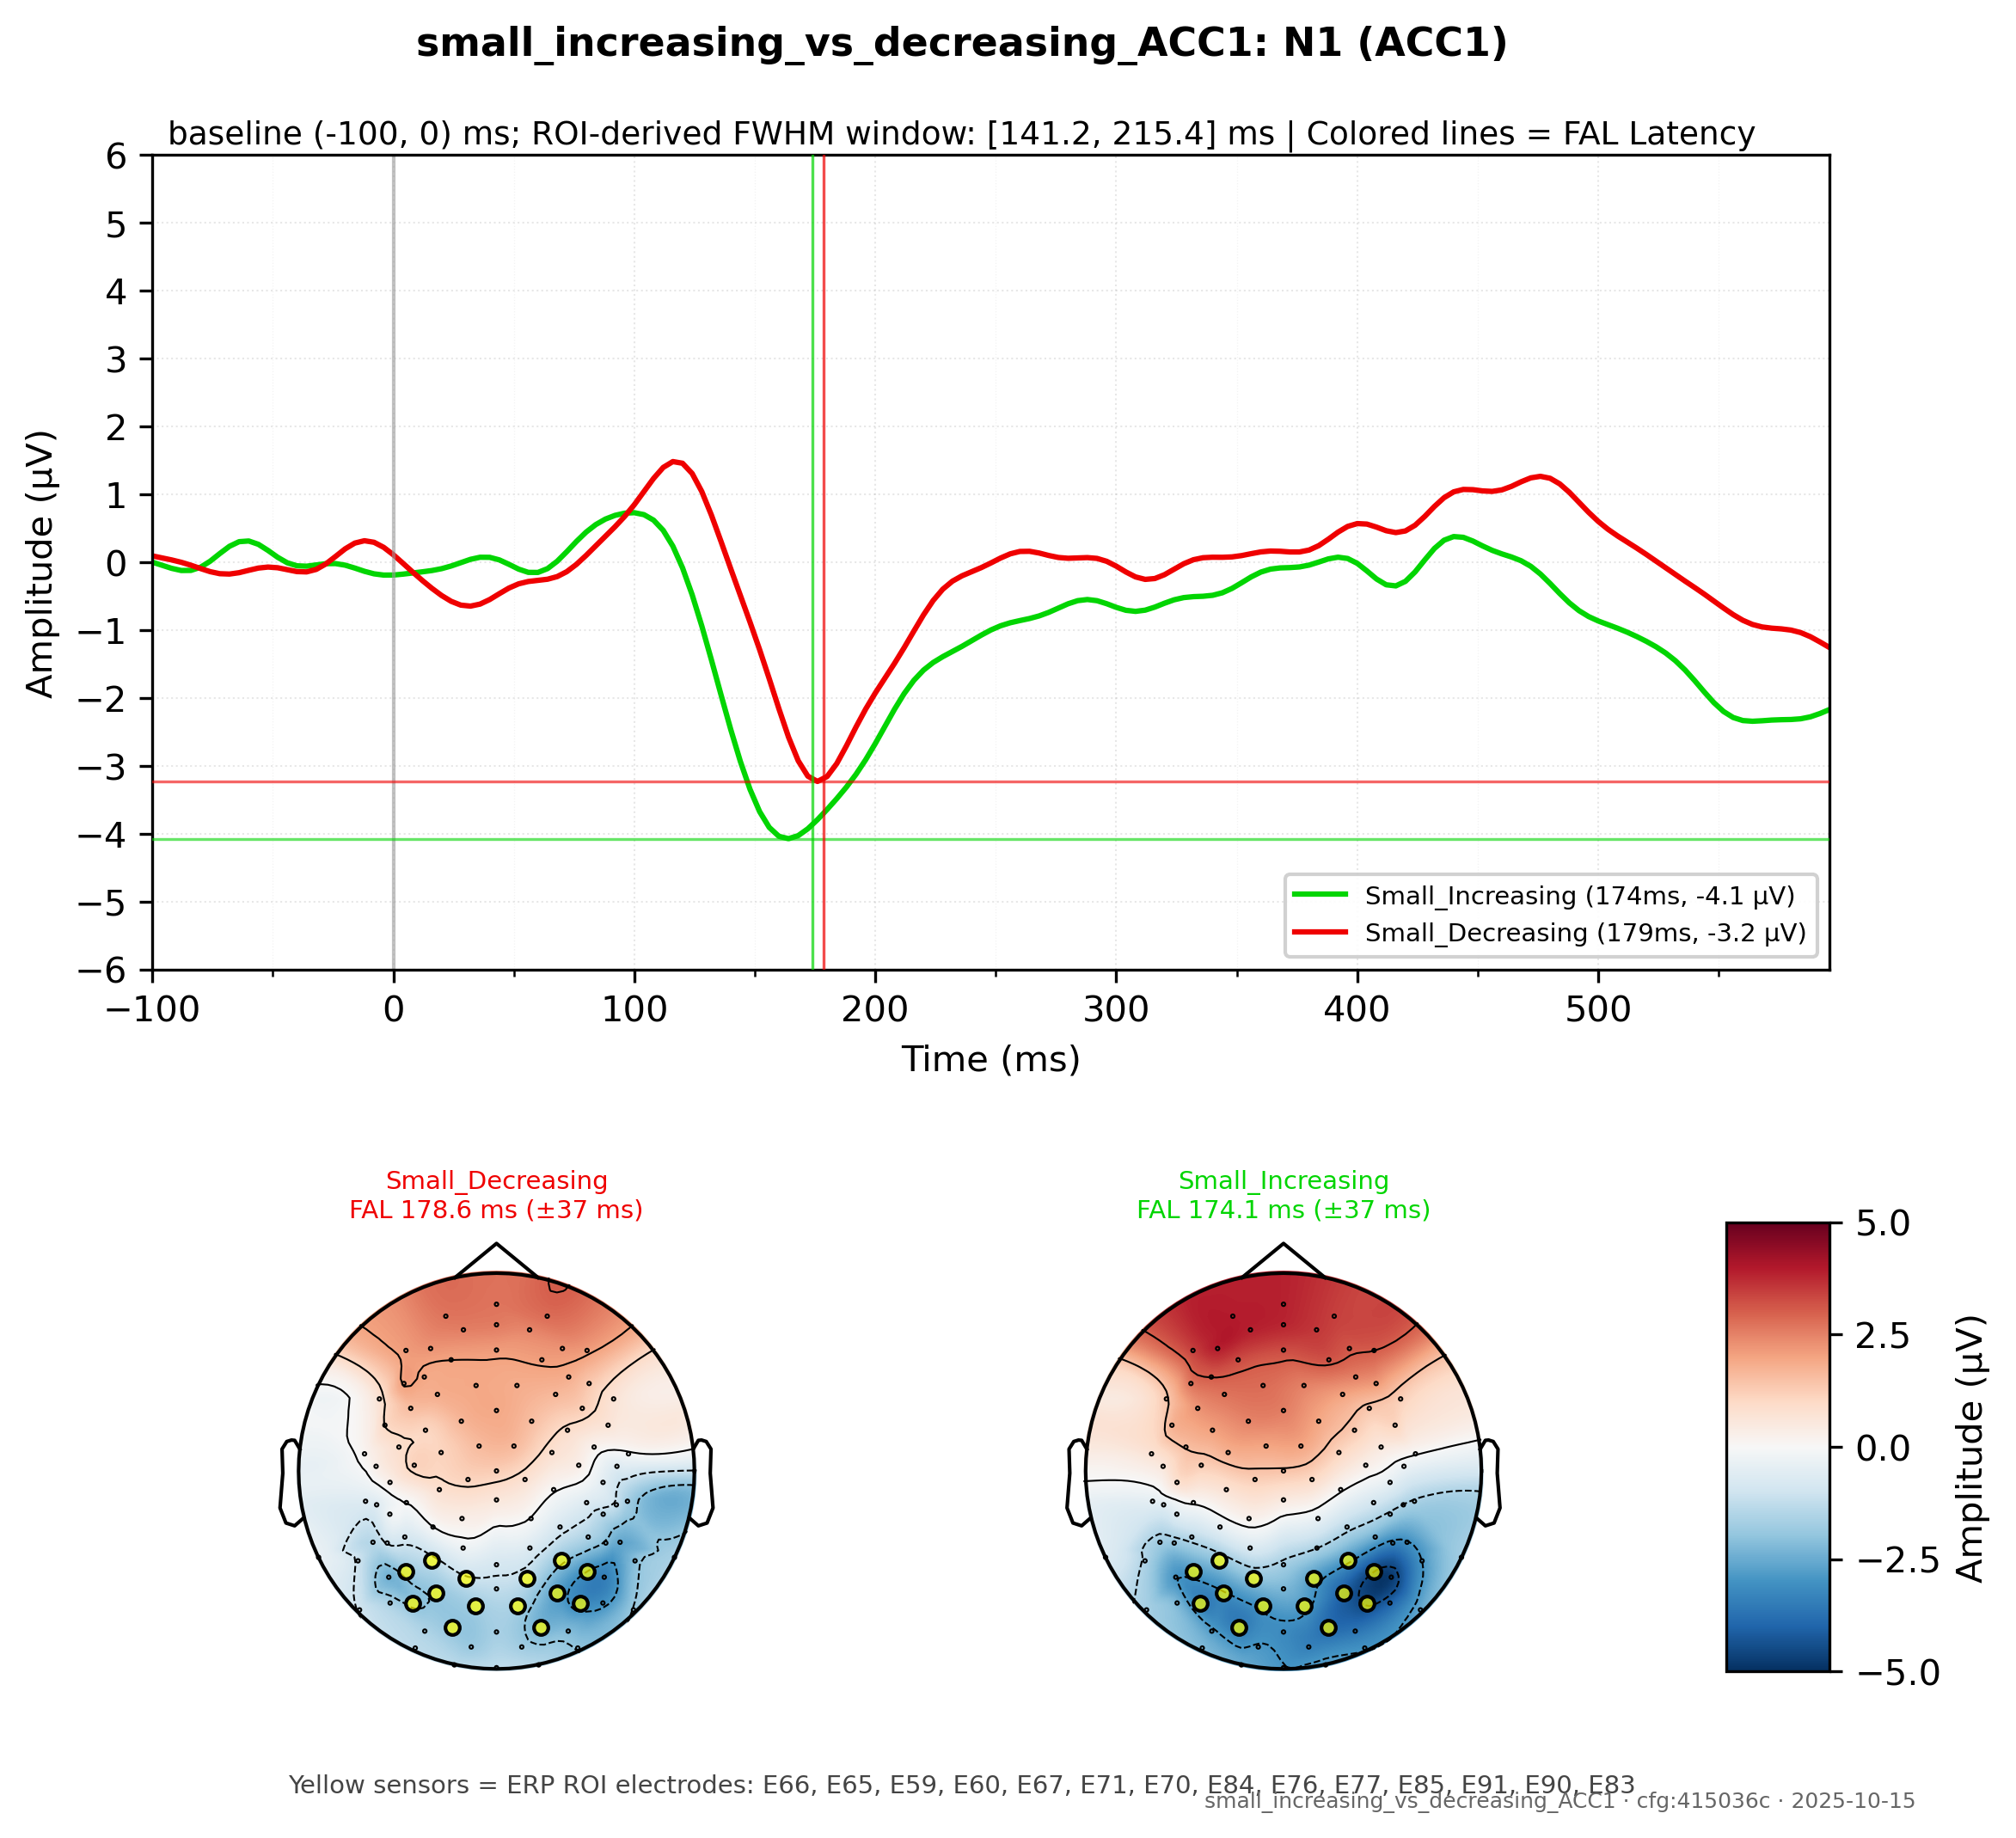 small_increasing_vs_decreasing_ACC1: N1 (ACC1)
baseline (-100, 0) ms; ROI-derived FWHM window: [141.2, 215.4] ms | Colored lines = FAL Latency
6
5
4
3
2
1
0
−1
−2
−3
−4
−5
−6
Amplitude (μV)
Small_Increasing (174ms, -4.1 μV)
Small_Decreasing (179ms, -3.2 μV)
−100 0 100 200 300 400 500
Time (ms)
Small_Decreasing
FAL 178.6 ms (±37 ms)
Small_Increasing
FAL 174.1 ms (±37 ms)
5.0
2.5
0.0
−2.5
−5.0
Amplitude (μV)
Yellow sensors = ERP ROI electrodes: E66, E65, E59, E60, E67, E71, E70, E84, E76, E77, E85, E91, E90, E83
small_increasing_vs_decreasing_ACC1 · cfg:415036c · 2025-10-15